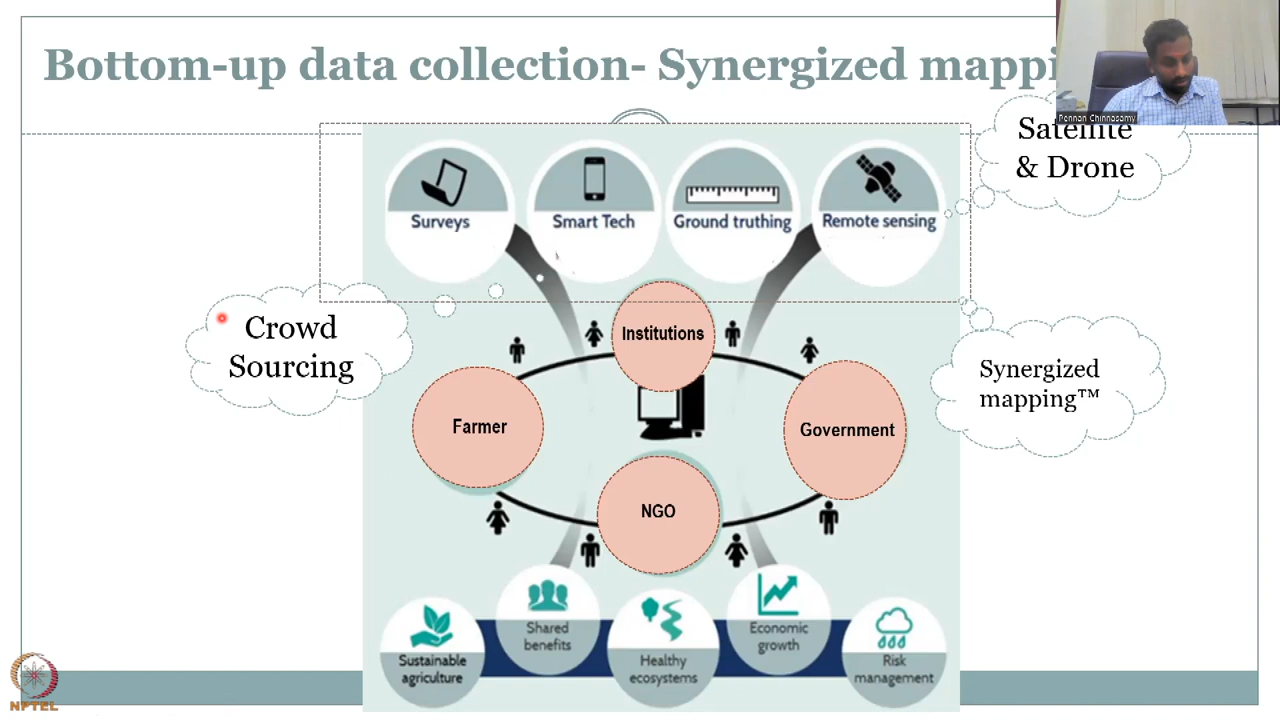 Bottom-up data collection- Synergized mappi
Pennan Chinnasamy
Satellite
& Drone
Surveys
Smart Tech
Ground truthing
Remote sensing
Crowd
Sourcing
Institutions
Synergized
mapping™
Farmer
Government
NGO
Sustainable
agriculture
Shared
benefits
Healthy
ecosystems
Economic
growth
Risk
management
NPTEL